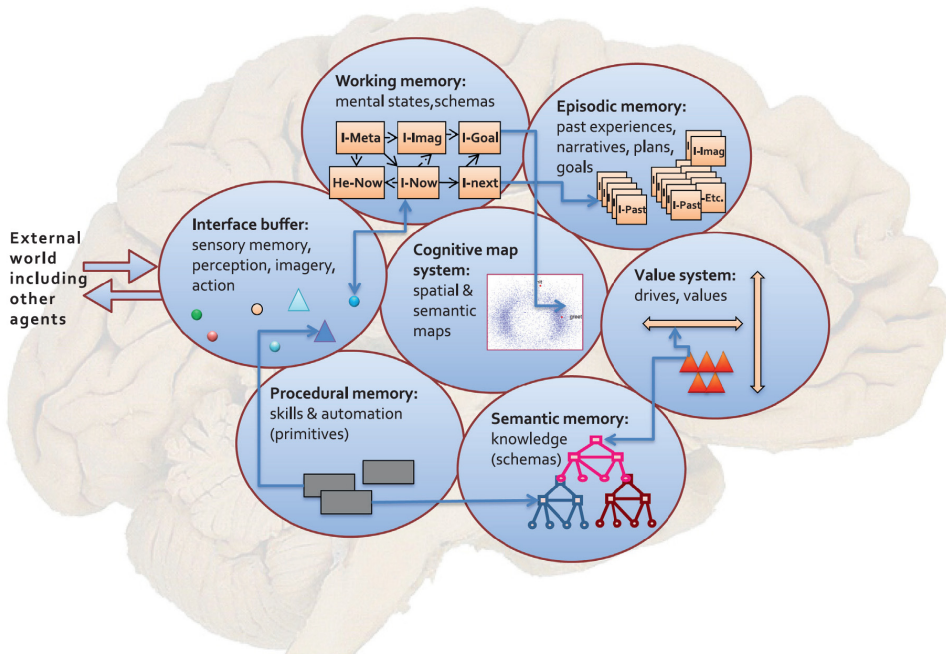 Working memory:
mental states,schemas
I-Meta
I-Imag
I-Goal
He-Now
I-Now
I-next
Episodic memory:
past experiences,
narratives, plans,
goals
I-Imag
I-Past
I-Past
-Etc.
External
world
including
other
agents
Interface buffer:
sensory memory,
perception, imagery,
action
Cognitive map
system:
spatial &
semantic
maps
Value system:
drives, values
Procedural memory:
skills & automation
(primitives)
Semantic memory:
knowledge
(schemas)